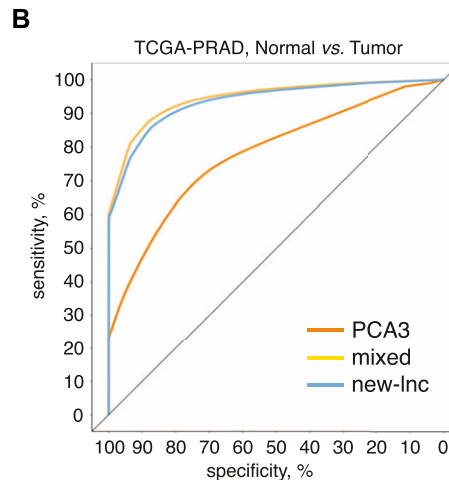 B
TCGA-PRAD, Normal vs. Tumor
sensitivity, %
100
90
80
70
60
50
40
30
20
10
0
PCA3
mixed
new-lnc
100 90 80 70 60 50 40 30 20 10 0
specificity, %